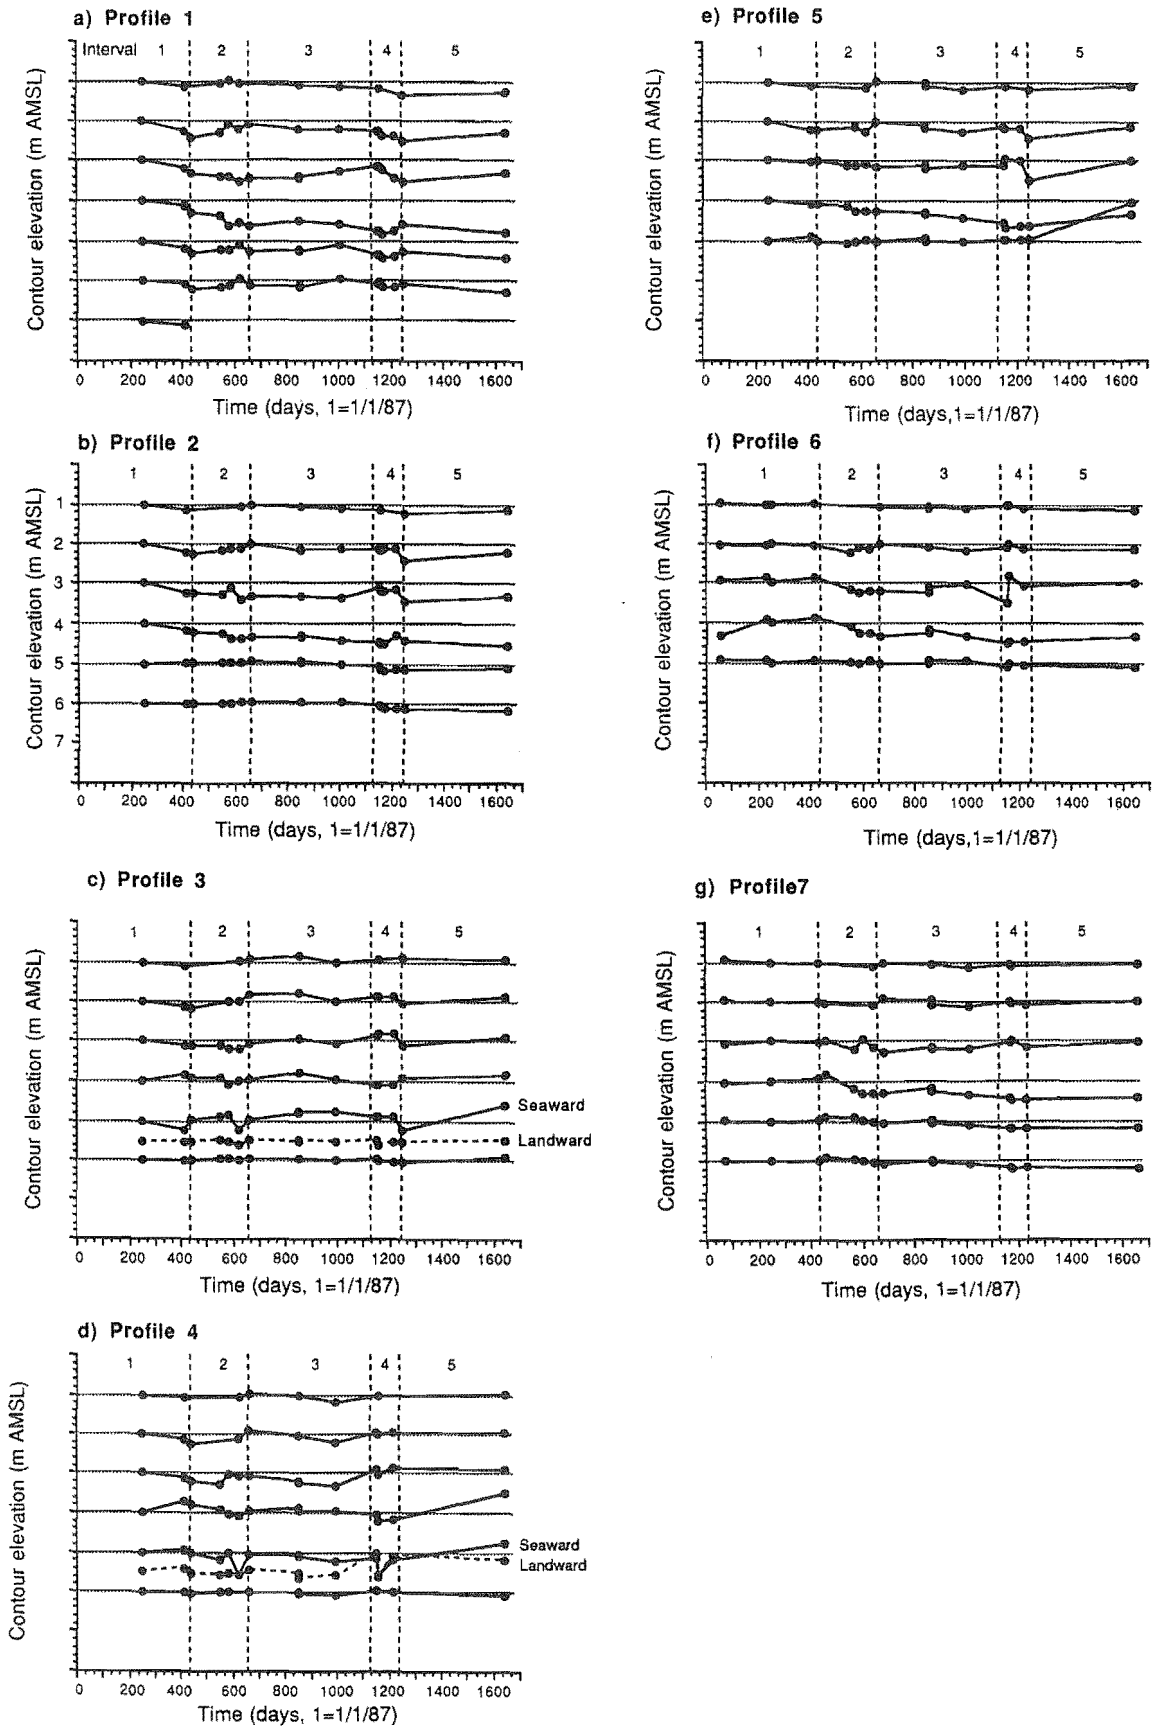 a) Profile 1
Interval 1 2 3 4 5
Contour elevation (m AMSL)
0 200 400 600 800 1000 1200 1400 1600
Time (days, 1=1/1/87)
b) Profile 2
1 2 3 4 5
Contour elevation (m AMSL)
1
2
3
4
5
6
7
0 200 400 600 800 1000 1200 1400 1600
Time (days, 1=1/1/87)
c) Profile 3
1 2 3 4 5
Contour elevation (m AMSL)
Seaward
Landward
0 200 400 600 800 1000 1200 1400 1600
Time (days, 1=1/1/87)
d) Profile 4
1 2 3 4 5
Contour elevation (m AMSL)
Seaward
Landward
0 200 400 600 800 1000 1200 1400 1600
Time (days, 1=1/1/87)
e) Profile 5
1 2 3 4 5
Contour elevation (m AMSL)
0 200 400 600 800 1000 1200 1400 1600
Time (days,1=1/1/87)
f) Profile 6
1 2 3 4 5
Contour elevation (m AMSL)
0 200 400 600 800 1000 1200 1400 1600
Time (days,1=1/1/87)
g) Profile7
1 2 3 4 5
Contour elevation (m AMSL)
0 200 400 600 800 1000 1200 1400 1600
Time (days, 1=1/1/87)